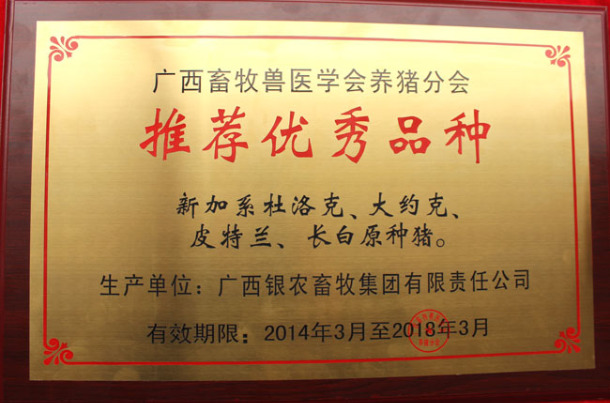 广西畜牧兽医学会养猪分会
推荐优秀品种
新加系杜洛克、大约克、
皮特兰、长白原种猪。
生产单位：广西银农畜牧集团有限责任公司
有效期限：2014年3月至2018年3月